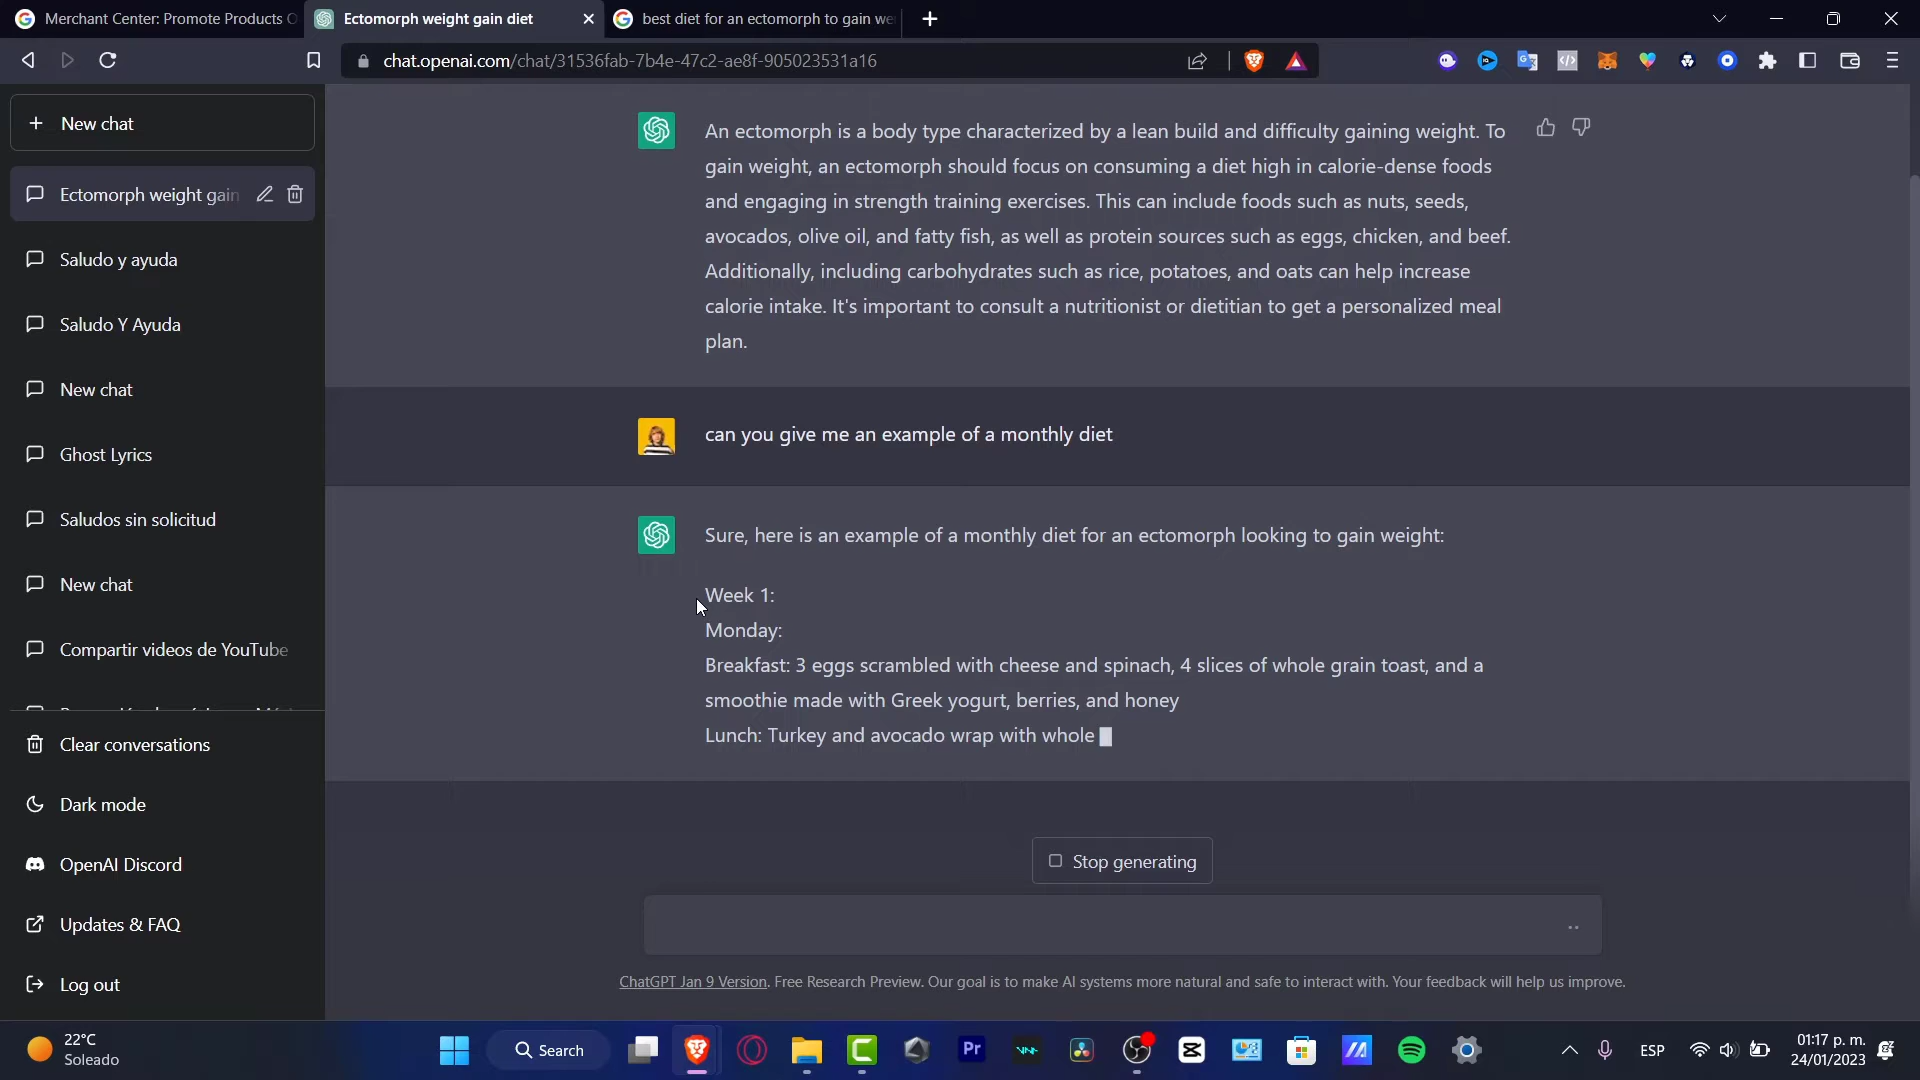 Merchant Center: Promote Products O
Ectomorph weight gain diet
best diet for an ectomorph to gain we
chat.openai.com/chat/31536fab-7b4e-47c2-ae8f-905023531a16
New chat
Ectomorph weight gain
Saludo y ayuda
Saludo Y Ayuda
New chat
Ghost Lyrics
Saludos sin solicitud
New chat
Compartir videos de YouTube
Clear conversations
Dark mode
OpenAI Discord
Updates & FAQ
Log out
An ectomorph is a body type characterized by a lean build and difficulty gaining weight. To
gain weight, an ectomorph should focus on consuming a diet high in calorie-dense foods
and engaging in strength training exercises. This can include foods such as nuts, seeds,
avocados, olive oil, and fatty fish, as well as protein sources such as eggs, chicken, and beef.
Additionally, including carbohydrates such as rice, potatoes, and oats can help increase
calorie intake. It's important to consult a nutritionist or dietitian to get a personalized meal
plan.
can you give me an example of a monthly diet
Sure, here is an example of a monthly diet for an ectomorph looking to gain weight:
Week 1:
Monday:
Breakfast: 3 eggs scrambled with cheese and spinach, 4 slices of whole grain toast, and a
smoothie made with Greek yogurt, berries, and honey
Lunch: Turkey and avocado wrap with whole
Stop generating
ChatGPT Jan 9 Version. Free Research Preview. Our goal is to make AI systems more natural and safe to interact with. Your feedback will help us improve.
22°C
Soleado
Search
Pr
ESP
01:17 p. m.
24/01/2023